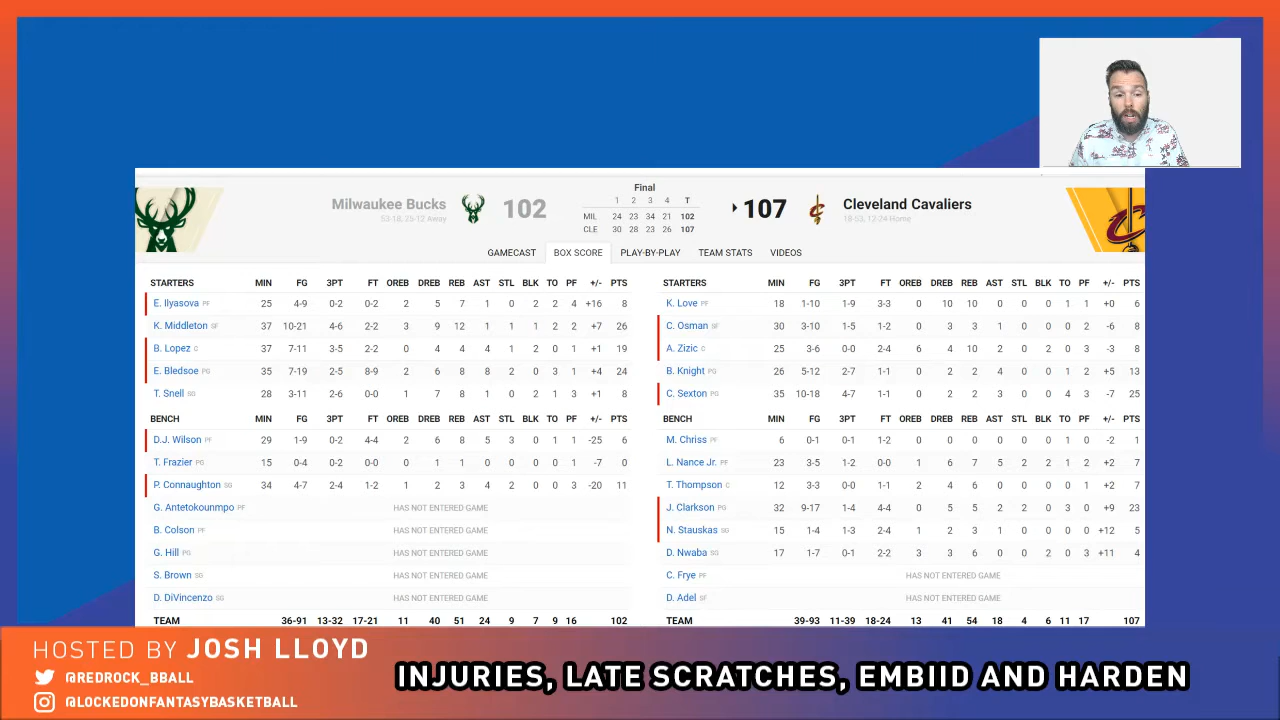 Final
Milwaukee Bucks 102 1 2 3 4 T 107 Cleveland Cavaliers
MIL 24 23 34 21 102
CLE 30 28 23 26 107
GAMECAST BOX SCORE PLAY-BY-PLAY TEAM STATS VIDEOS
STARTERS MIN FG 3PT FT OREB DREB REB AST STL BLK TO PF +/- PTS
E. Ilyasova PF 25 4-9 0-2 0-2 2 5 7 1 0 2 2 4 +16 8
K. Middleton SF 37 10-21 4-6 2-2 3 9 12 1 1 1 2 2 +7 26
B. Lopez C 37 7-11 3-5 2-2 0 4 4 4 1 2 0 1 +1 19
E. Bledsoe PG 35 7-19 2-5 8-9 2 6 8 8 2 0 3 1 +4 24
T. Snell SG 28 3-11 2-6 0-0 1 7 8 1 0 2 1 3 +1 8
BENCH MIN FG 3PT FT OREB DREB REB AST STL BLK TO PF +/- PTS
D.J. Wilson PF 29 1-9 0-2 4-4 2 6 8 5 3 0 1 1 -25 6
T. Frazier PG 15 0-4 0-2 0-0 0 1 1 0 0 0 0 1 -7 0
P. Connaughton SG 34 4-7 2-4 1-2 1 2 3 4 2 0 0 3 -20 11
G. Antetokounmpo PF HAS NOT ENTERED GAME
B. Colson PF HAS NOT ENTERED GAME
G. Hill PG HAS NOT ENTERED GAME
S. Brown SG HAS NOT ENTERED GAME
D. DiVincenzo SG HAS NOT ENTERED GAME
TEAM 36-91 13-32 17-21 11 40 51 24 9 7 9 16 102
STARTERS MIN FG 3PT FT OREB DREB REB AST STL BLK TO PF +/- PTS
K. Love PF 18 1-10 1-9 3-3 0 10 10 0 0 0 1 1 +0 6
C. Osman SF 30 3-10 1-5 1-2 0 3 3 1 0 0 0 2 -6 8
A. Zizic C 25 3-6 0-0 2-4 6 4 10 2 0 2 0 3 -3 8
B. Knight PG 26 5-12 2-7 1-1 0 2 2 4 0 0 1 2 +5 13
C. Sexton PG 35 10-18 4-7 1-1 0 2 2 3 0 0 4 3 -7 25
BENCH MIN FG 3PT FT OREB DREB REB AST STL BLK TO PF +/- PTS
M. Chriss PF 6 0-1 0-1 1-2 0 0 0 0 0 0 1 0 -2 1
L. Nance Jr. PF 23 3-5 1-2 0-0 1 6 7 5 2 2 1 2 +2 7
T. Thompson C 12 3-3 0-0 1-1 2 4 6 1 0 0 0 1 +2 7
J. Clarkson PG 32 9-17 1-4 4-4 0 5 5 2 2 0 3 0 +9 23
N. Stauskas SG 15 1-4 1-3 2-4 1 2 3 1 0 0 0 2 +12 5
D. Nwaba SG 17 1-7 0-1 2-2 3 3 6 0 0 2 0 3 +11 4
C. Frye PF HAS NOT ENTERED GAME
D. Adel SF HAS NOT ENTERED GAME
TEAM 39-93 11-39 18-24 13 41 54 18 4 6 11 17 107
HOSTED BY JOSH LLOYD
@REDROCK_BBALL
@LOCKEDONFANTASYBASKETBALL
INJURIES, LATE SCRATCHES, EMBIID AND HARDEN